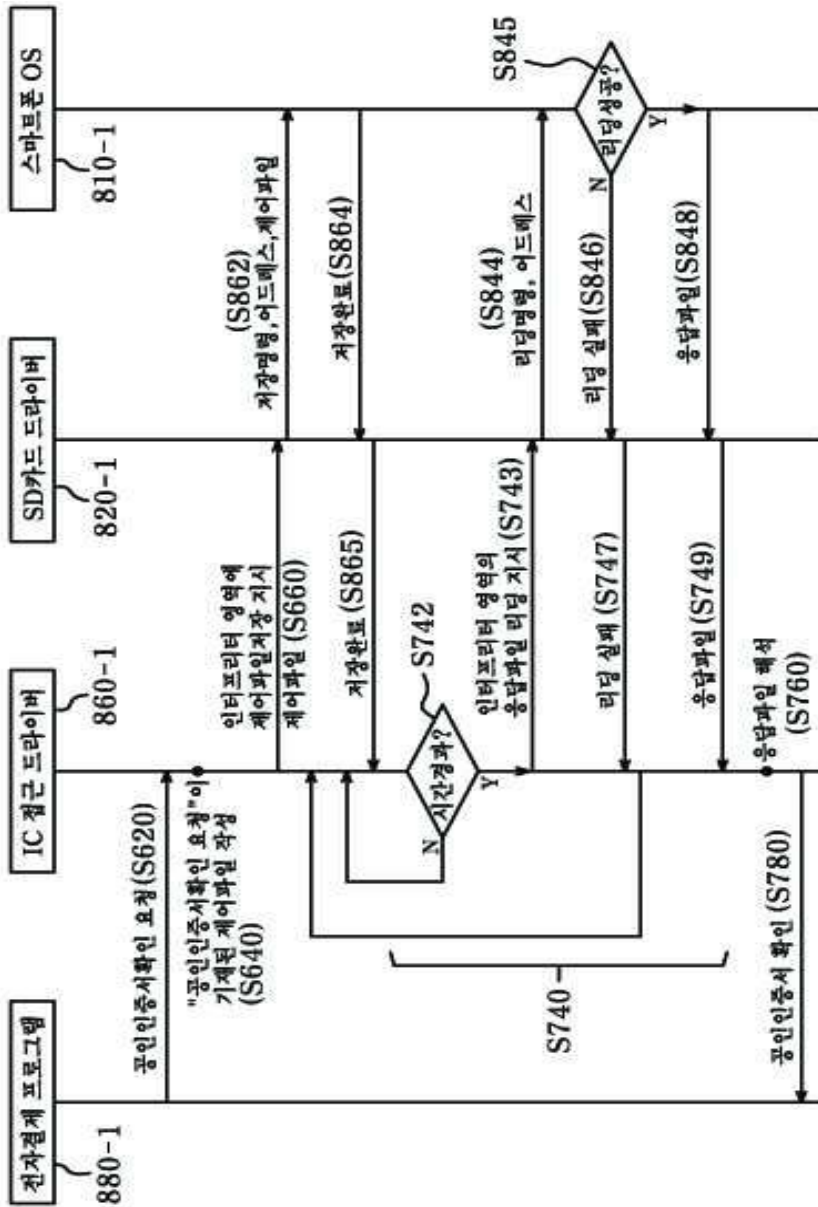 전자결제 프로그램
880-1
IC 접근 드라이버
860-1
SD카드 드라이버
820-1
스마트폰 OS
810-1
공인인증서확인 요청(S620)
"공인인증서확인 요청"이
기재된 제어파일 작성
(S640)
인터프리터 영역에
제어파일저장 지시
제어파일 (S660)
(S862)
저장명령,어드레스,제어파일
저장완료(S864)
저장완료(S865)
시간경과?
S742
N
Y
인터프리터 영역의
응답파일 리딩 지시(S743)
(S844)
리딩명령, 어드레스
리딩성공?
S845
N
Y
리딩 실패(S846)
리딩 실패 (S747)
응답파일(S848)
응답파일(S749)
S740
응답파일 해석
(S760)
공인인증서 확인 (S780)